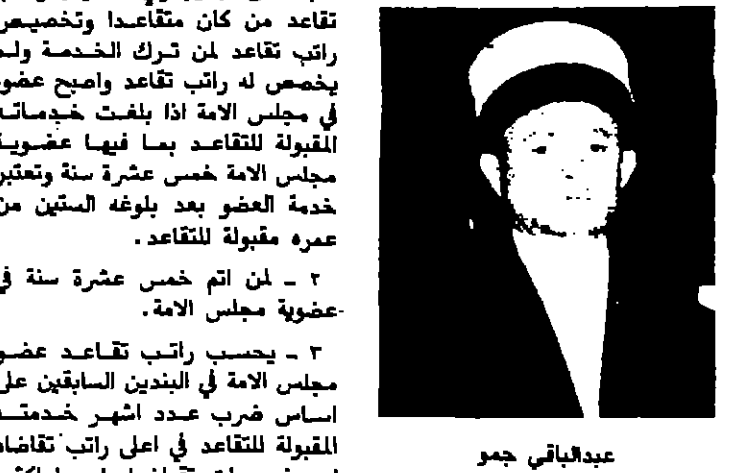 تقاعد من كان متقاعدا وتخصيص
راتب تقاعد لمن ترك الخدمة ولم
يخصص له راتب تقاعد واصبح عضو
في مجلس الامة اذا بلغت خدماته
المقبولة للتقاعد بما فيها عضوية
مجلس الامة خمس عشرة سنة وتعتبر
خدمة العضو بعد بلوغه الستين من
عمره مقبولة للتقاعد.
٢ - لمن اتم خمس عشرة سنة في
عضوية مجلس الامة.
٣ - يحسب راتب تقاعد عضو
مجلس الامة في البندين السابقين على
اساس ضرب عدد اشهر خدمته
المقبولة للتقاعد في اعلى راتب تقاضاه
عبدالباقي جمو